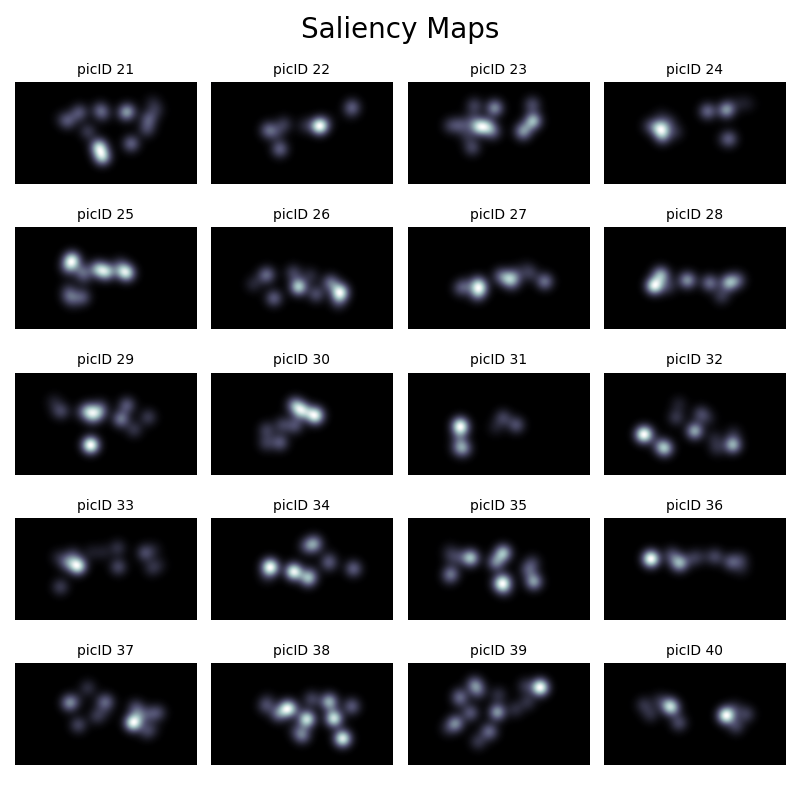 Saliency Maps
picID 21 picID 22 picID 23 picID 24
picID 25 picID 26 picID 27 picID 28
picID 29 picID 30 picID 31 picID 32
picID 33 picID 34 picID 35 picID 36
picID 37 picID 38 picID 39 picID 40